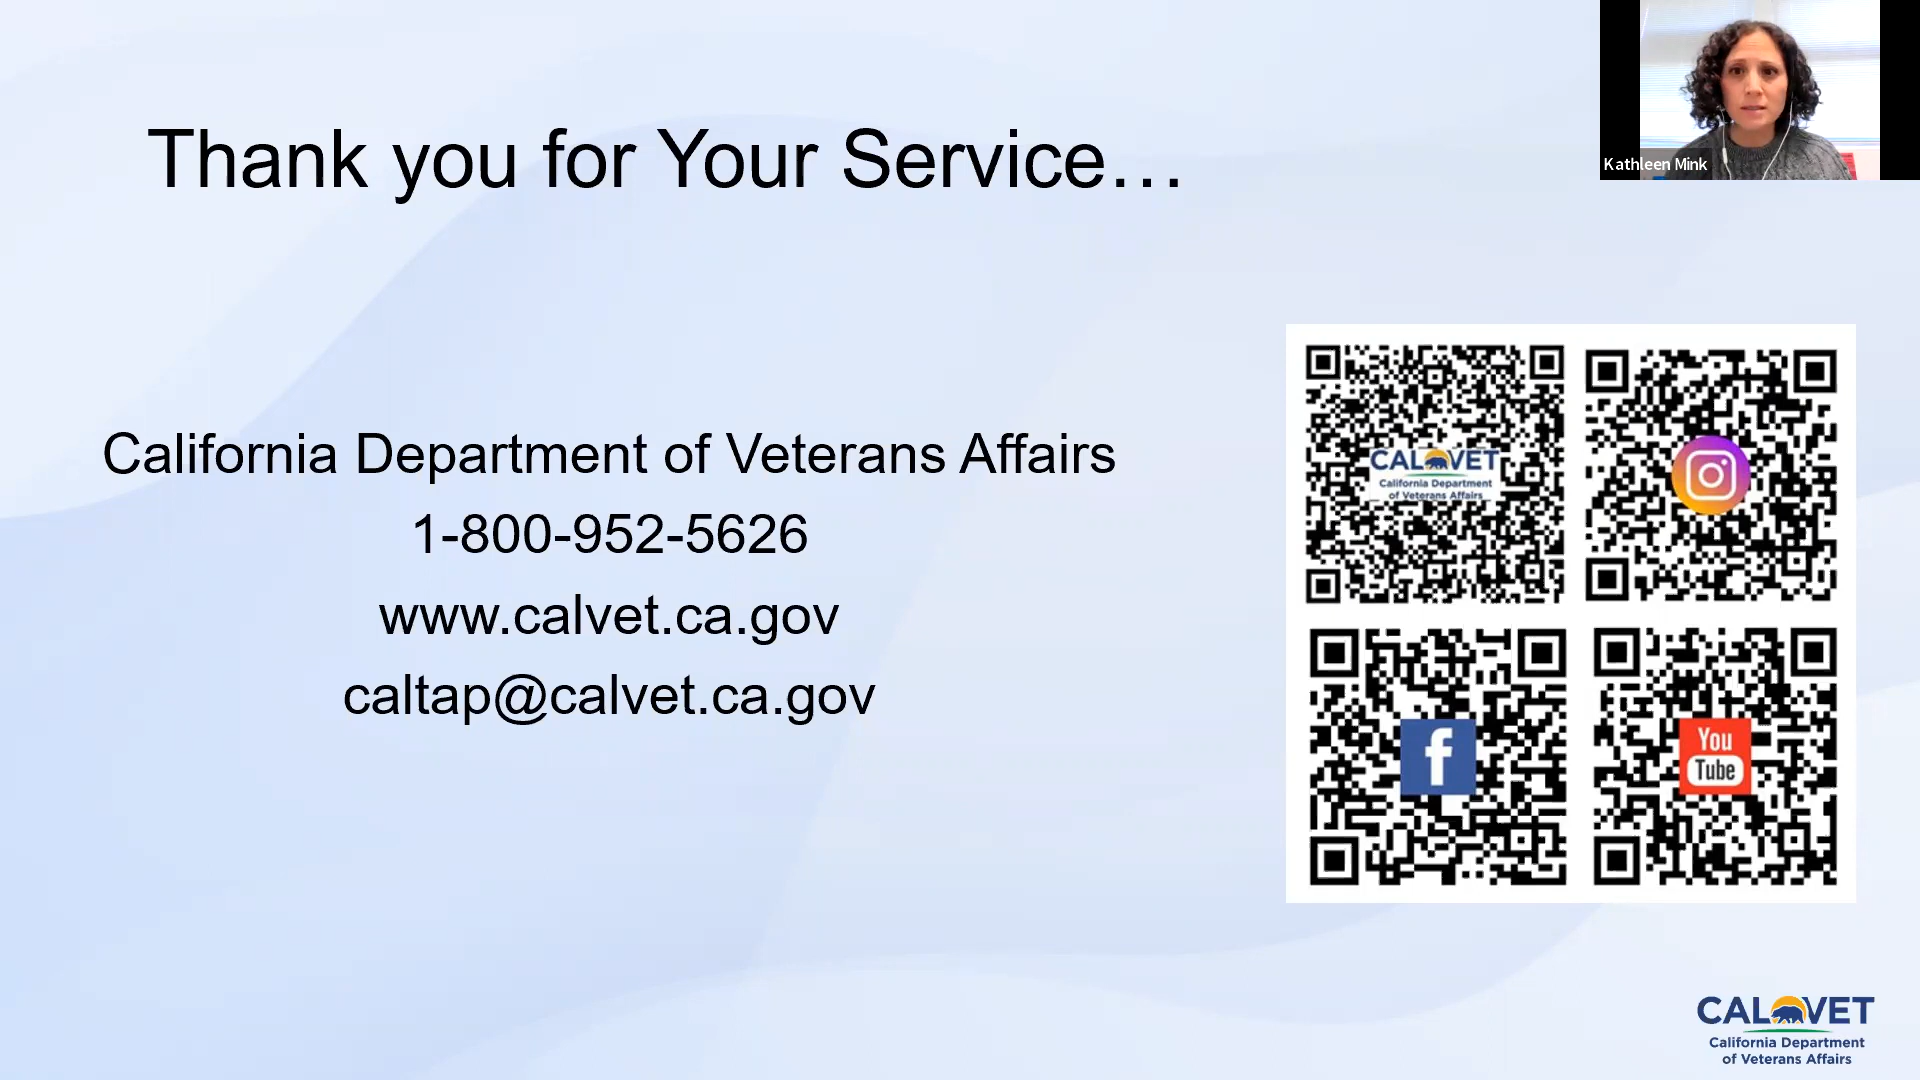 Thank you for Your Service…
Kathleen Mink
California Department of Veterans Affairs
1-800-952-5626
www.calvet.ca.gov
caltap@calvet.ca.gov
CALVET
California Department
of Veterans Affairs
f
You
Tube
CALVET
California Department
of Veterans Affairs